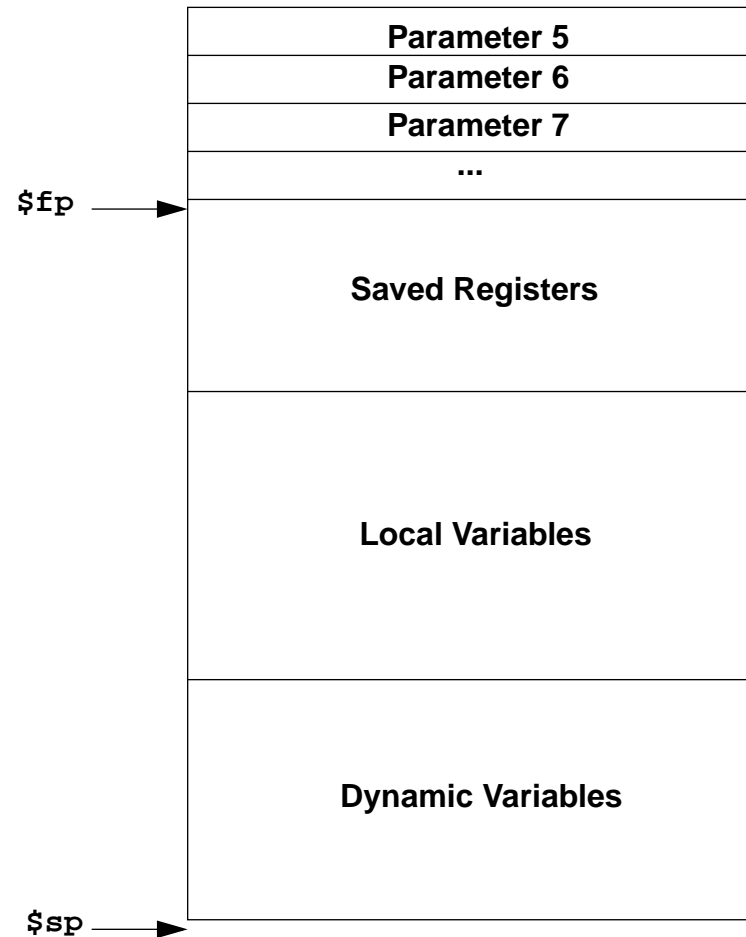 Parameter 5
Parameter 6
Parameter 7
...
$fp
Saved Registers
Local Variables
Dynamic Variables
$sp